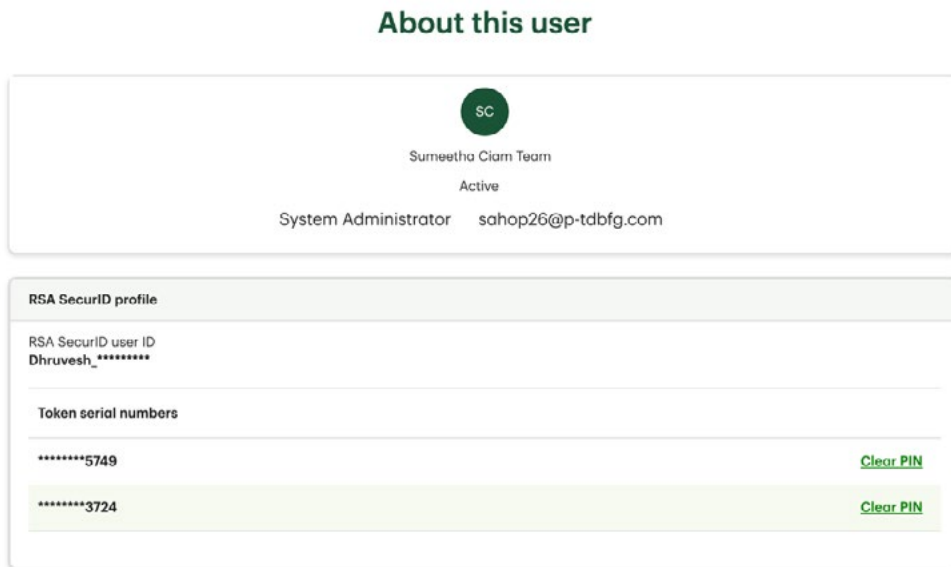 About this user
SC
Sumeetha Ciam Team
Active
System Administrator sahop26@p-tdbfg.com
RSA SecurID profile
RSA SecurID user ID
Dhruvesh_*********
Token serial numbers
********5749 Clear PIN
********3724 Clear PIN